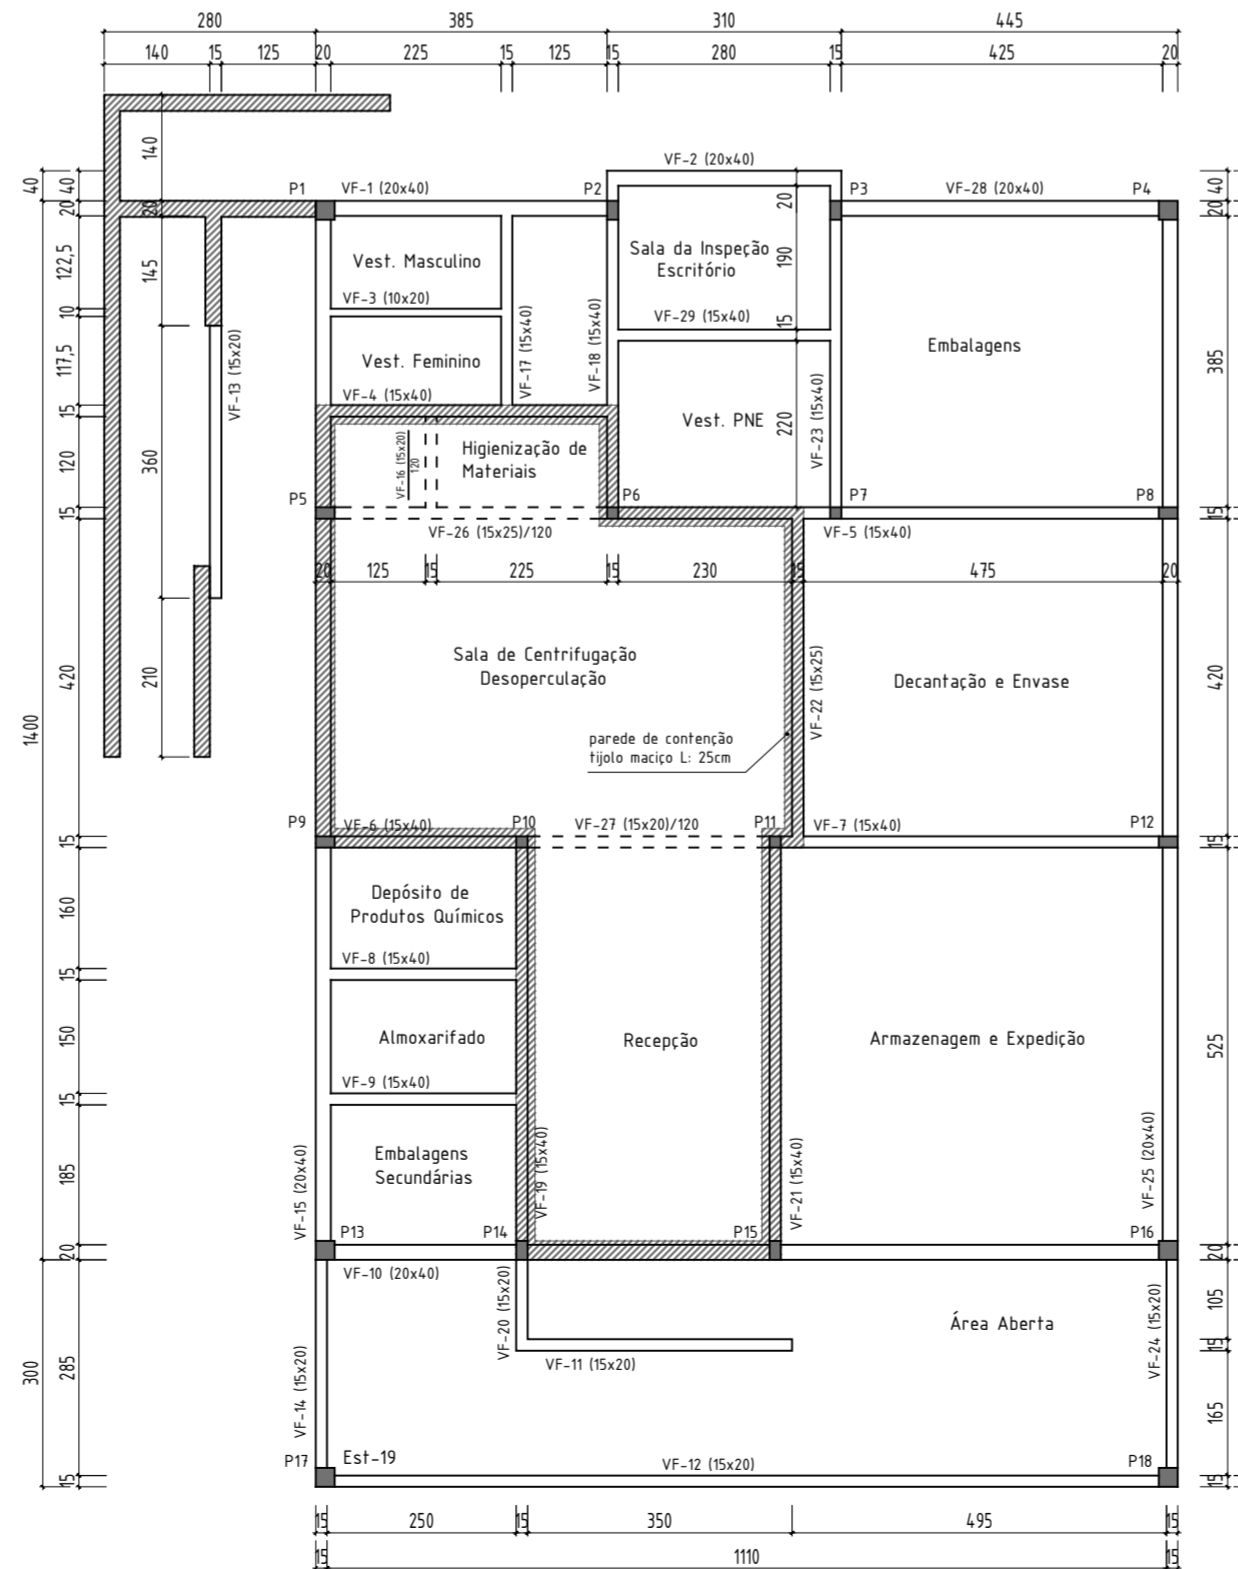 280
385
310
445
140
15
125
20
225
15
125
15
280
15
425
20
140
40
40
20
20
VF-2 (20x40)
P1
VF-1 (20x40)
P2
P3
VF-28 (20x40)
P4
40
20
20
122,5
145
Vest. Masculino
Sala da Inspeção
Escritório
190
VF-3 (10x20)
10
VF-13 (15x20)
VF-17 (15x40)
VF-18 (15x40)
VF-29 (15x40)
15
Embalagens
385
117,5
Vest. Feminino
VF-4 (15x40)
Vest. PNE
220
VF-23 (15x40)
15
120
360
VF-16 (15x20)
120
Higienização de
Materiais
P5
P6
P7
P8
15
VF-26 (15x25)/120
VF-5 (15x40)
15
20
125
15
225
15
230
15
475
20
1400
420
210
Sala de Centrifugação
Desoperculação
VF-22 (15x25)
Decantação e Envase
420
parede de contenção
tijolo maciço L: 25cm
P9
VF-6 (15x40)
P10
VF-27 (15x20)/120
P11
VF-7 (15x40)
P12
15
15
160
Depósito de
Produtos Químicos
VF-8 (15x40)
15
150
Almoxarifado
Recepção
Armazenagem e Expedição
525
VF-9 (15x40)
15
185
Embalagens
Secundárias
VF-15 (20x40)
VF-19 (15x40)
VF-21 (15x40)
VF-25 (20x40)
P13
P14
P15
P16
20
20
VF-10 (20x40)
VF-20 (15x20)
Área Aberta
105
300
285
VF-14 (15x20)
VF-11 (15x20)
VF-24 (15x20)
15
165
P17
Est-19
VF-12 (15x20)
P18
15
15
15
250
15
350
495
15
15
1110
15